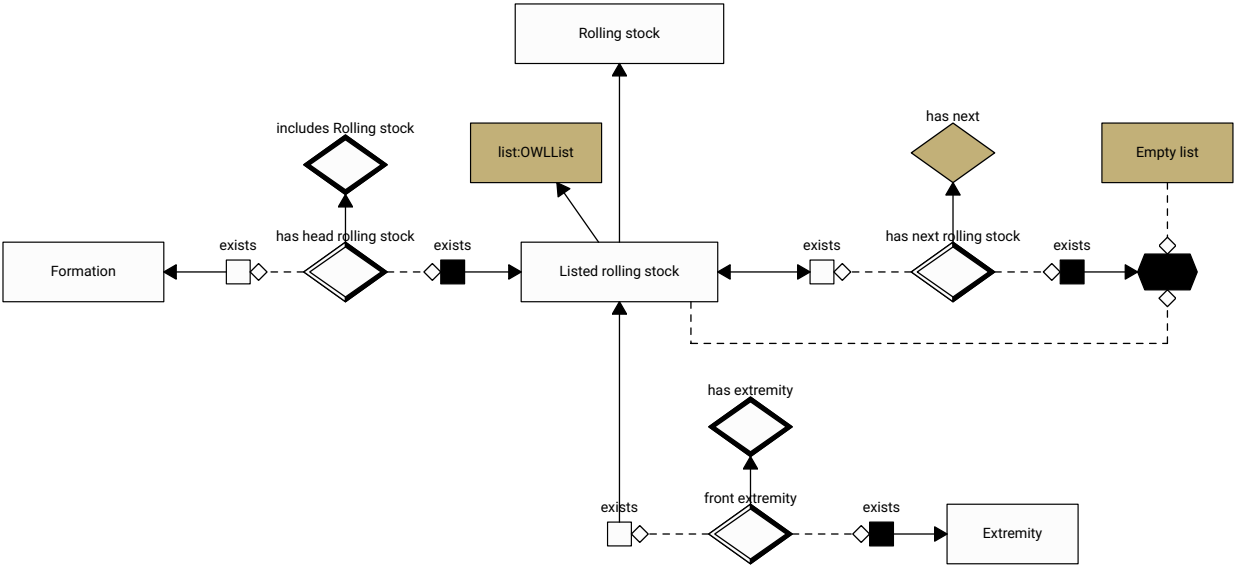 Rolling stock
has next
includes Rolling stock
list:OWLList
Empty list
has head rolling stock
has next rolling stock
exists
exists
exists
exists
Formation
Listed rolling stock
has extremity
front extremity
exists
exists
Extremity